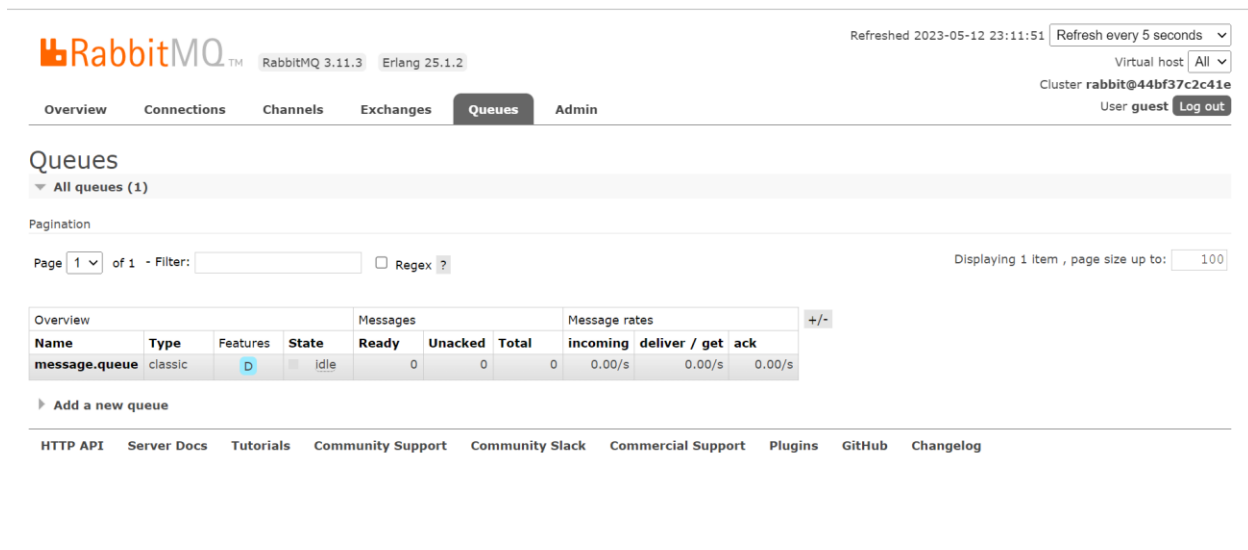 RabbitMQ TM RabbitMQ 3.11.3 Erlang 25.1.2
Refreshed 2023-05-12 23:11:51 Refresh every 5 seconds
Virtual host All
Cluster rabbit@44bf37c2c41e
User guest Log out
Overview Connections Channels Exchanges Queues Admin
Queues
All queues (1)
Pagination
Page 1 of 1 - Filter: Regex ? Displaying 1 item , page size up to: 100
Overview Messages Message rates +/-
Name Type Features State Ready Unacked Total incoming deliver / get ack
message.queue classic D idle 0 0 0 0.00/s 0.00/s 0.00/s
Add a new queue
HTTP API Server Docs Tutorials Community Support Community Slack Commercial Support Plugins GitHub Changelog